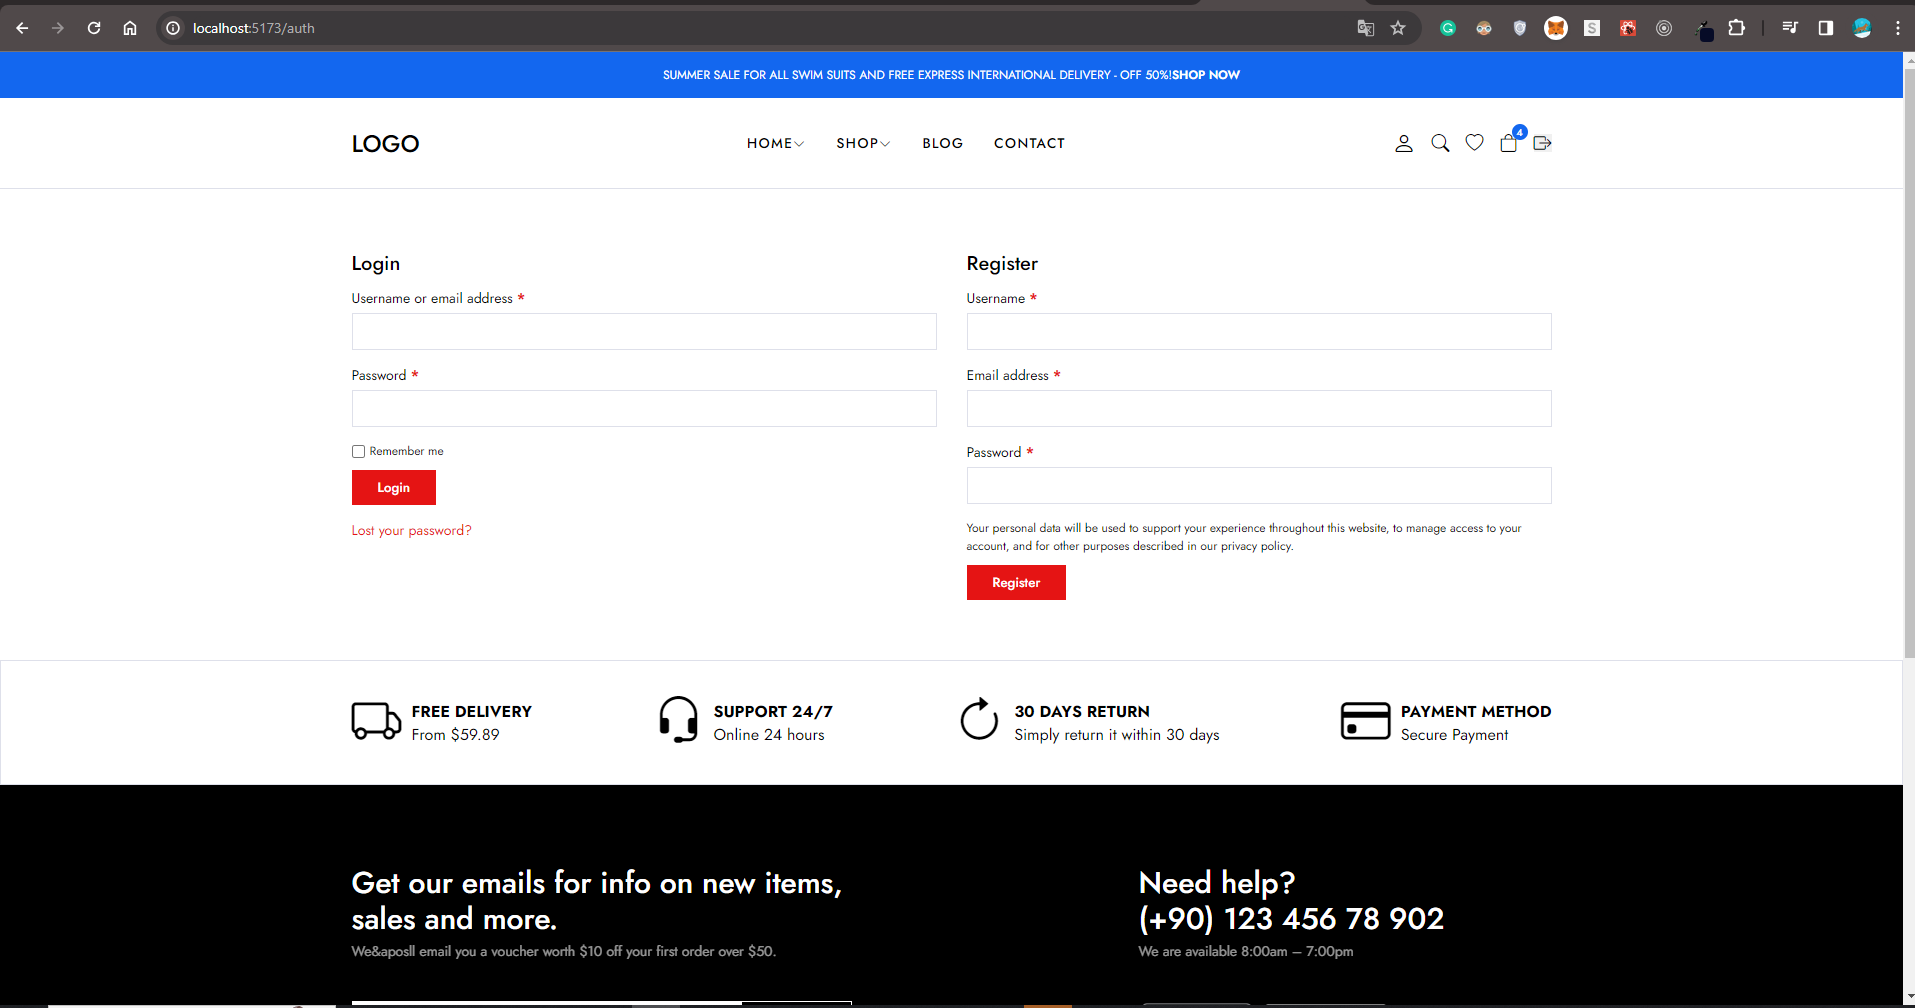 localhost:5173/auth
SUMMER SALE FOR ALL SWIM SUITS AND FREE EXPRESS INTERNATIONAL DELIVERY - OFF 50%!SHOP NOW
LOGO
HOME
SHOP
BLOG
CONTACT
4
Login
Username or email address *
Password *
Remember me
Login
Lost your password?
Register
Username *
Email address *
Password *
Your personal data will be used to support your experience throughout this website, to manage access to your
account, and for other purposes described in our privacy policy.
Register
FREE DELIVERY
From $59.89
SUPPORT 24/7
Online 24 hours
30 DAYS RETURN
Simply return it within 30 days
PAYMENT METHOD
Secure Payment
Get our emails for info on new items,
sales and more.
We&aposll email you a voucher worth $10 off your first order over $50.
Need help?
(+90) 123 456 78 902
We are available 8:00am – 7:00pm